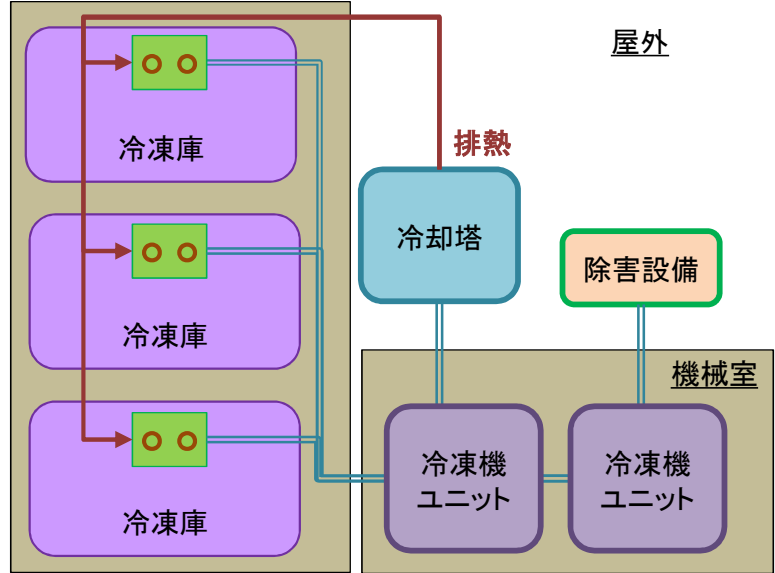 屋外
冷凍庫
排熱
冷却塔
除害設備
冷凍庫
機械室
冷凍機
ユニット
冷凍機
ユニット
冷凍庫